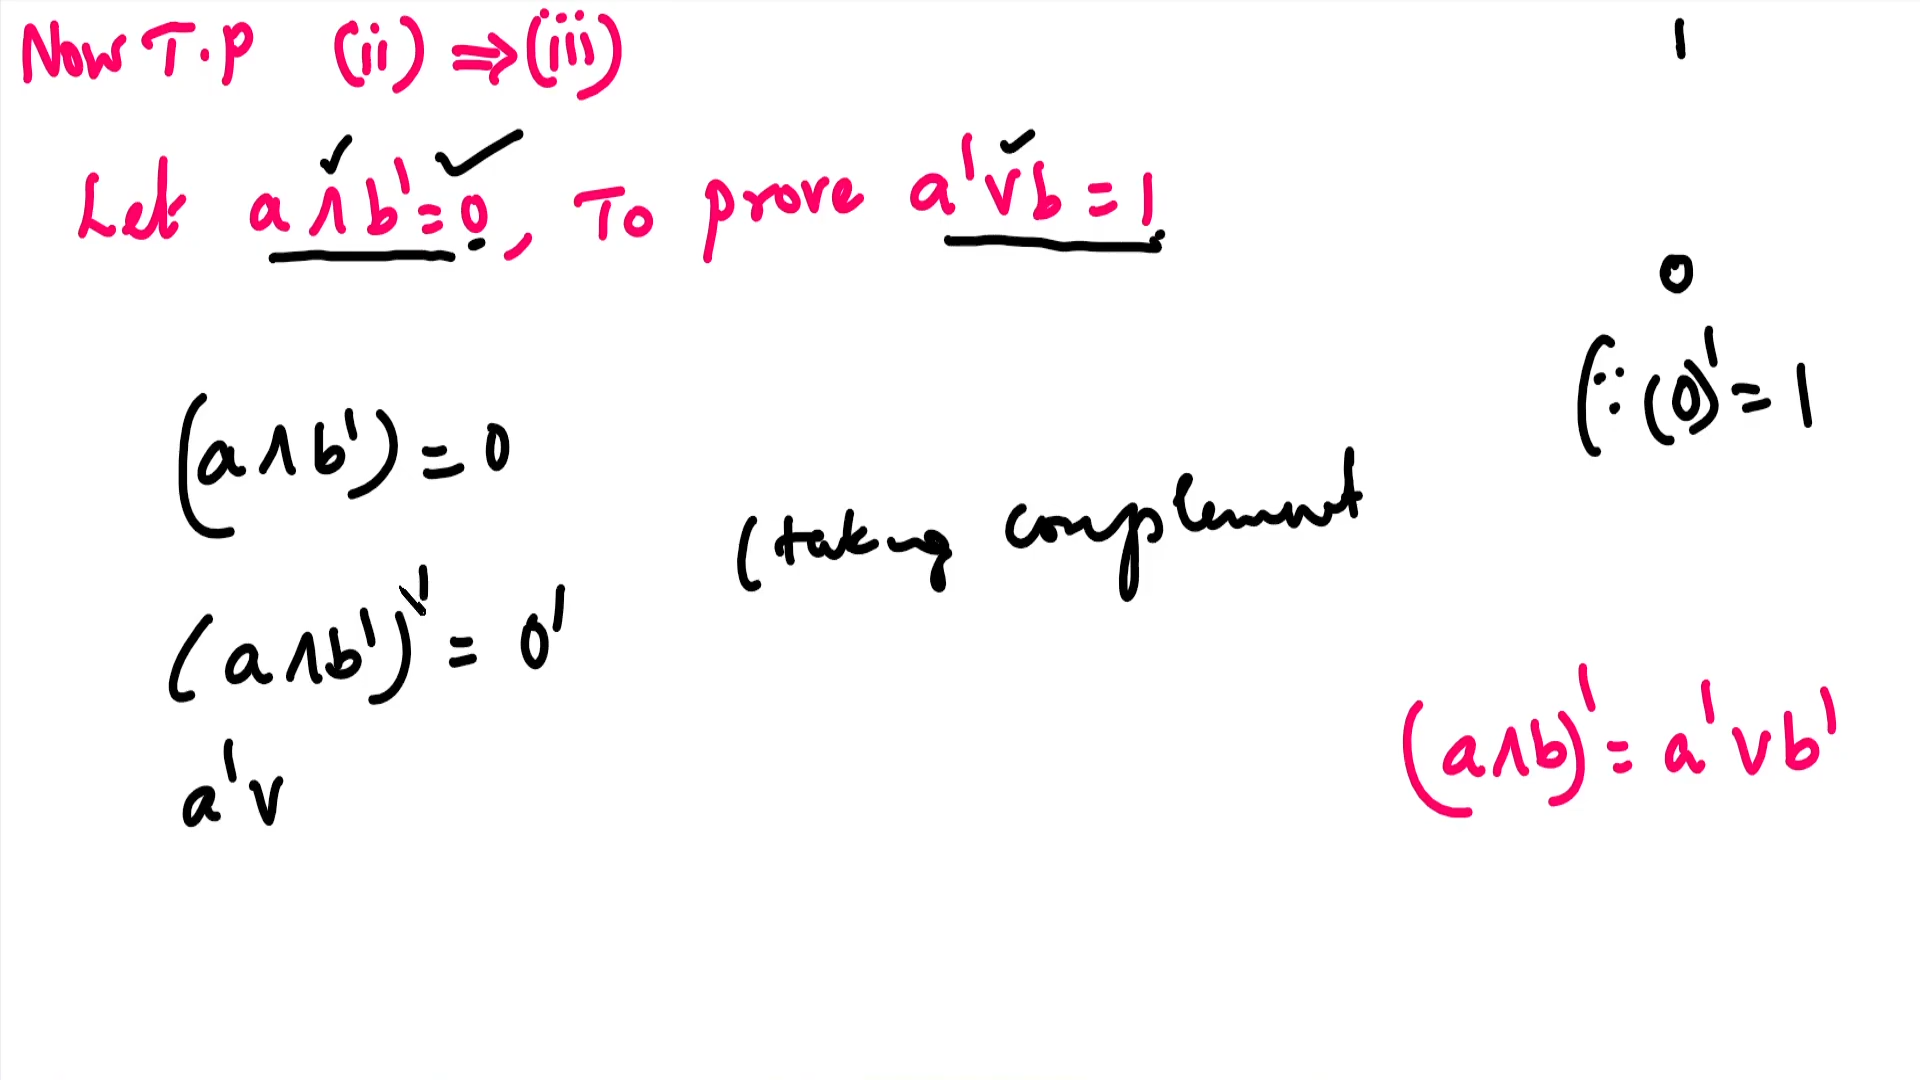 Now T.P (ii) ⇒ (iii)
1
Let a ∧ b' = 0, To prove a' ∨ b = 1
0
(∵ (0)' = 1
(a ∧ b') = 0
(taking complement
(a ∧ b')' = 0'
(a ∧ b)' = a' ∨ b'
a' ∨